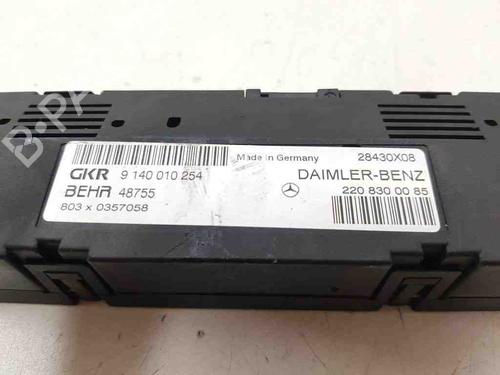 Made in Germany 28430X08
GKR 9 140 010 254 DAIMLER-BENZ
BEHR 48755 220 830 00 85
803 x 0357058
B-PA